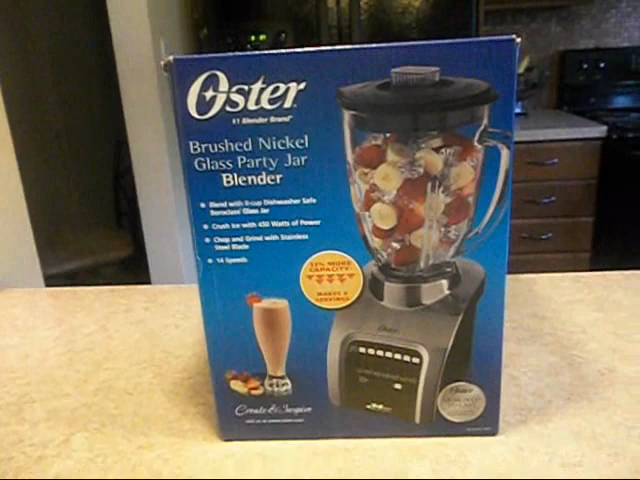 Oster
#1 Blender Brand
Brushed Nickel
Glass Party Jar
Blender
Blend with 8-cup Dishwasher Safe
Boroclass Glass Jar
Crush Ice with 450 Watts of Power
Chop and Grind with Stainless
Steel Blade
14 Speeds
33% MORE
CAPACITY
MAKES
SERVINGS
Create & Inspire
Oster
Oster